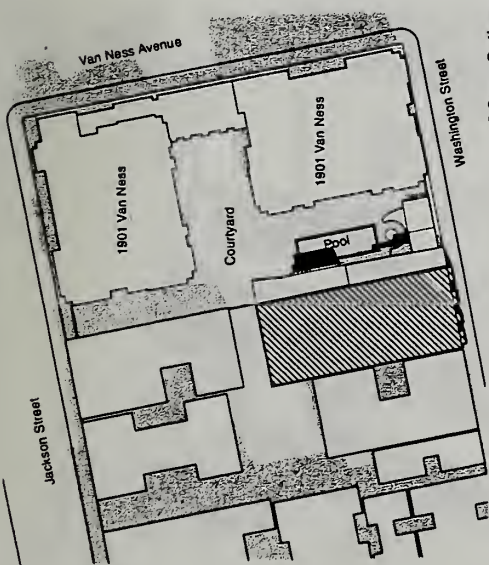 Van Ness Avenue
1901 Van Ness
1901 Van Ness
Washington Street
Courtyard
Pool
Jackson Street